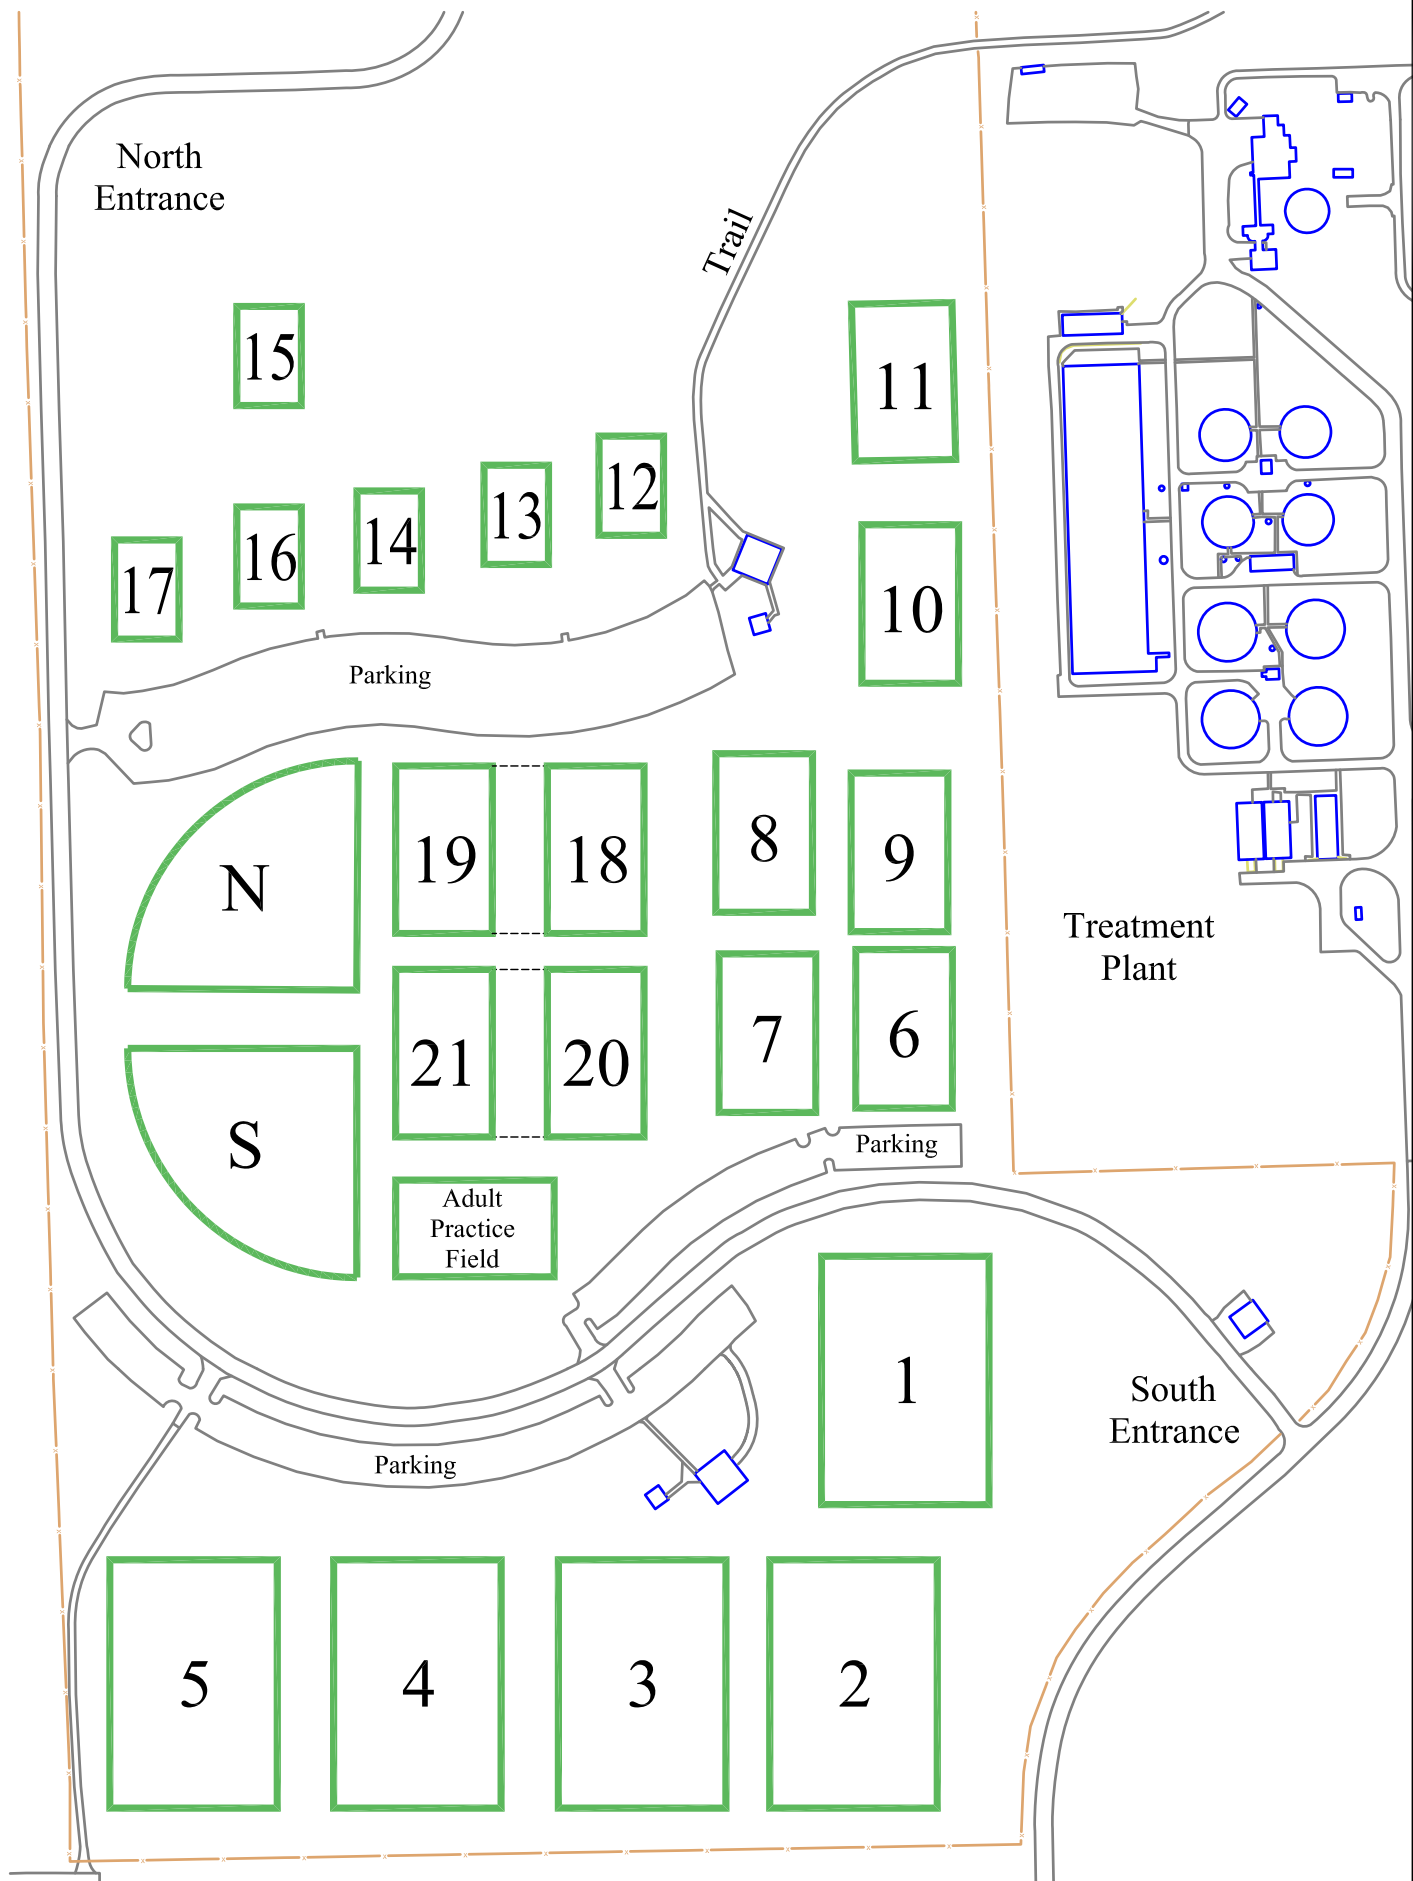 North
Entrance
Trail
15
11
12
13
14
16
17
10
Parking
8
9
19
18
N
Treatment
Plant
7
6
21
20
S
Parking
Adult
Practice
Field
1
South
Entrance
Parking
5
4
3
2